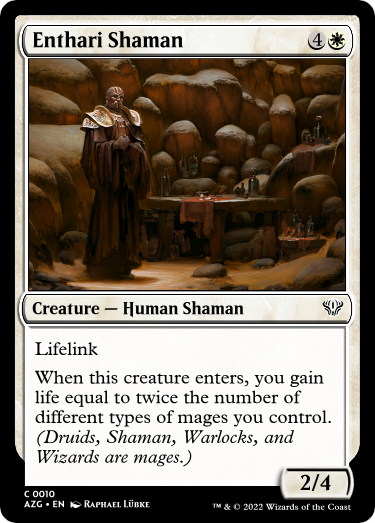 Enthari Shaman 4
Creature — Human Shaman
Lifelink
When this creature enters, you gain
life equal to twice the number of
different types of mages you control.
(Druids, Shaman, Warlocks, and
Wizards are mages.)
2/4
C 0010
AZG • EN Raphael Lübke
™ & © 2022 Wizards of the Coast